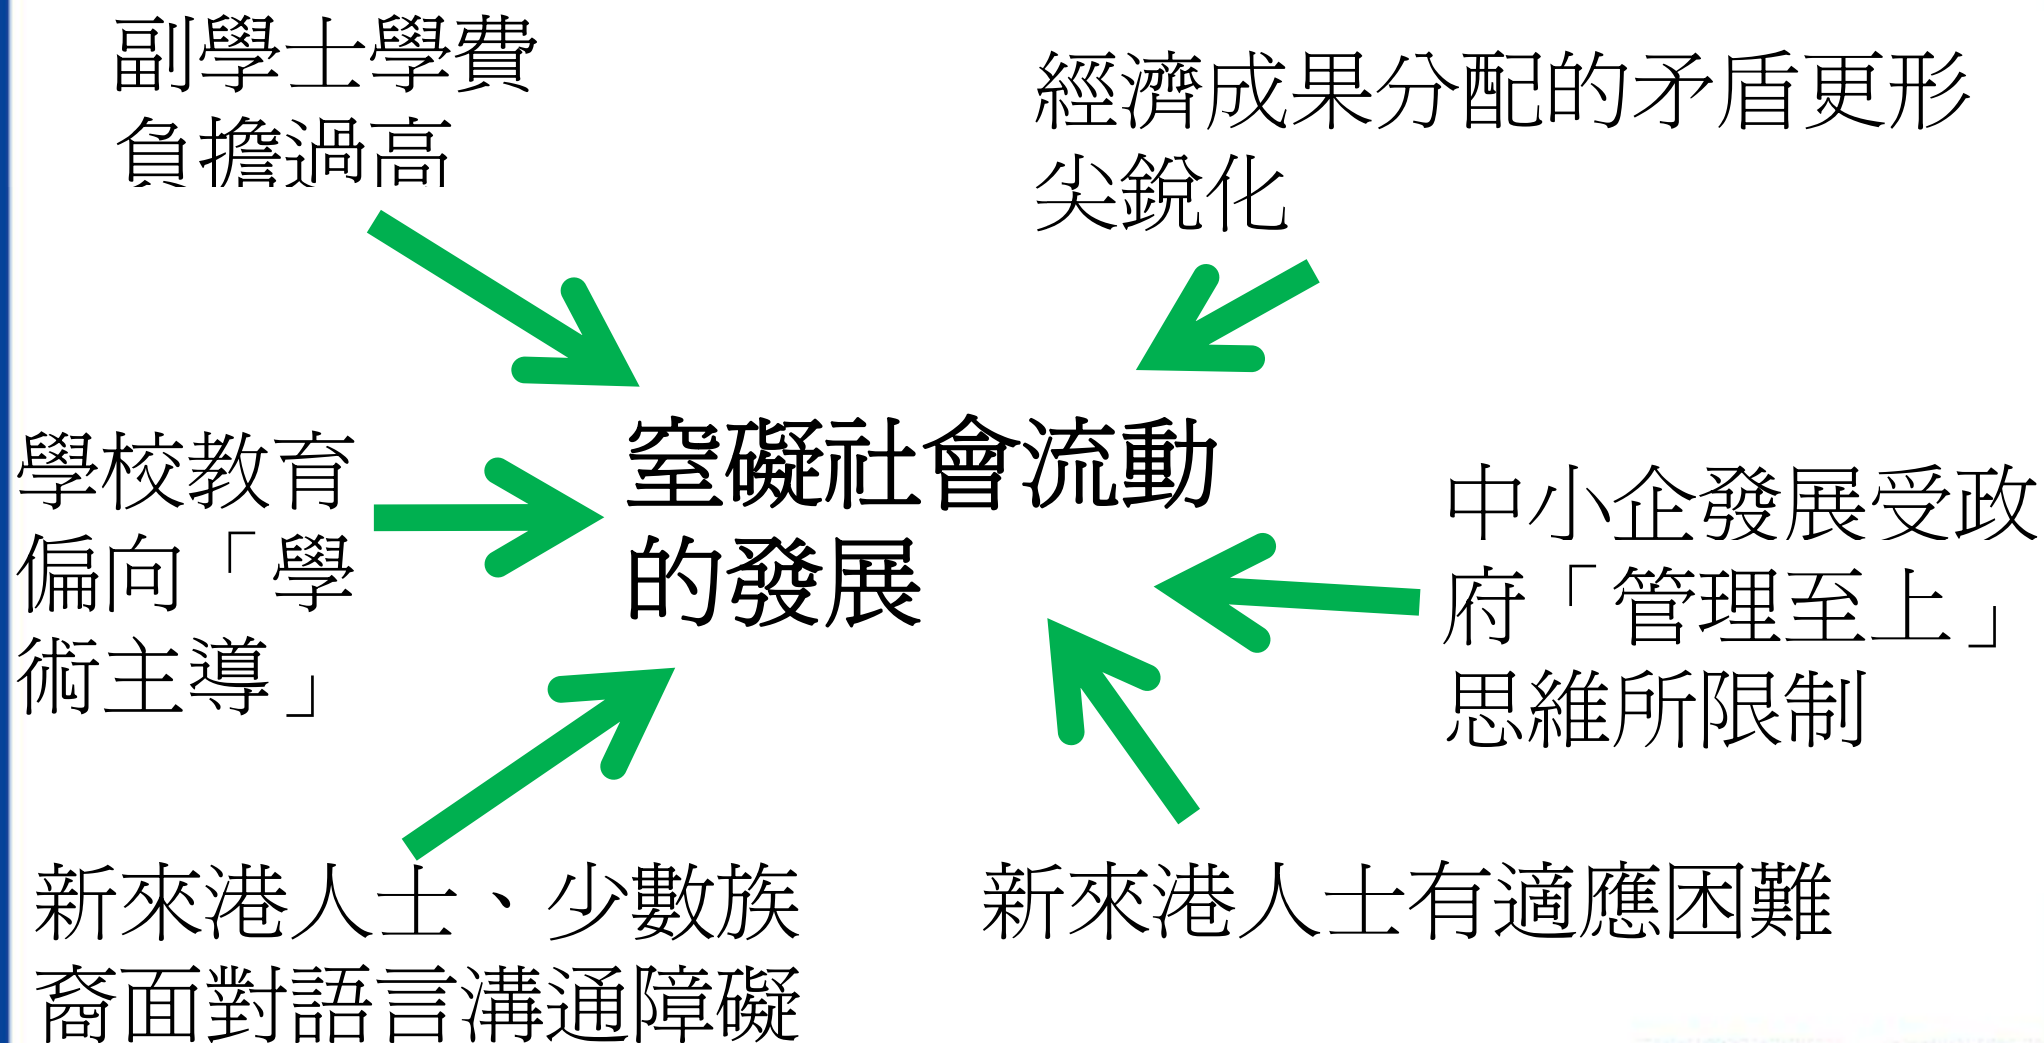 副學士學費
負擔過高
經濟成果分配的矛盾更形
尖銳化
窒礙社會流動
的發展
學校教育
偏向「學
術主導」
中小企發展受政
府「管理至上」
思維所限制
新來港人士、少數族
裔面對語言溝通障礙
新來港人士有適應困難